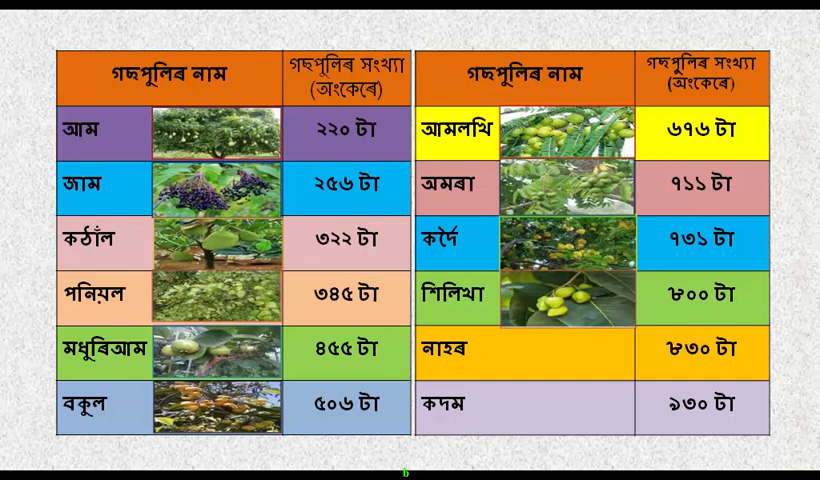 গছপুলিৰ নাম
গছপুলিৰ সংখ্যা
(অংকেৰে)
আম
২২০ টা
জাম
২৫৬ টা
কঠাঁল
৩২২ টা
পনিয়ল
৩৪৫ টা
মধুৰিআম
৪৫৫ টা
বকুল
৫০৬ টা
গছপুলিৰ নাম
গছপুলিৰ সংখ্যা
(অংকেৰে)
আমলখি
৬৭৬ টা
অমৰা
৭১১ টা
কৰ্দৈ
৭৩১ টা
শিলিখা
৮০০ টা
নাহৰ
৮৩০ টা
কদম
৯৩০ টা
b